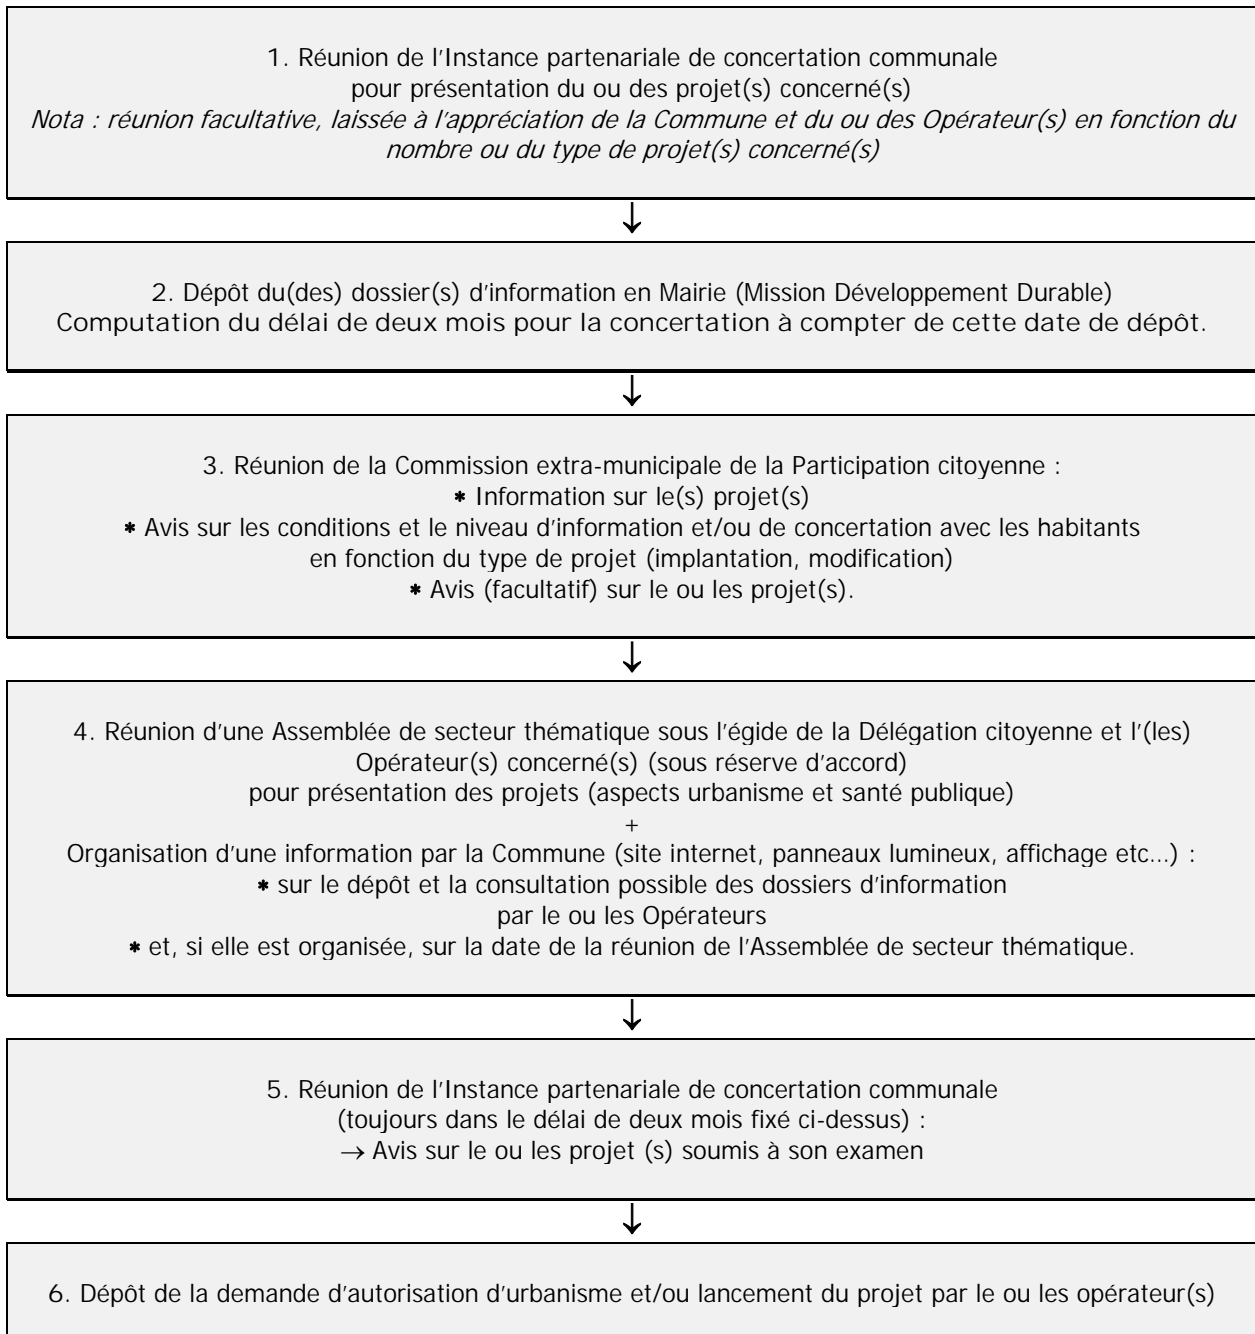 1. Réunion de l'Instance partenariale de concertation communale
pour présentation du ou des projet(s) concerné(s)
Nota : réunion facultative, laissée à l'appréciation de la Commune et du ou des Opérateur(s) en fonction du
nombre ou du type de projet(s) concerné(s)
↓
2. Dépôt du(des) dossier(s) d'information en Mairie (Mission Développement Durable)
Computation du délai de deux mois pour la concertation à compter de cette date de dépôt.
↓
3. Réunion de la Commission extra-municipale de la Participation citoyenne :
* Information sur le(s) projet(s)
* Avis sur les conditions et le niveau d'information et/ou de concertation avec les habitants
en fonction du type de projet (implantation, modification)
* Avis (facultatif) sur le ou les projet(s).
↓
4. Réunion d'une Assemblée de secteur thématique sous l'égide de la Délégation citoyenne et l'(les)
Opérateur(s) concerné(s) (sous réserve d'accord)
pour présentation des projets (aspects urbanisme et santé publique)
+
Organisation d'une information par la Commune (site internet, panneaux lumineux, affichage etc...) :
* sur le dépôt et la consultation possible des dossiers d'information
par le ou les Opérateurs
* et, si elle est organisée, sur la date de la réunion de l'Assemblée de secteur thématique.
↓
5. Réunion de l'Instance partenariale de concertation communale
(toujours dans le délai de deux mois fixé ci-dessus) :
→ Avis sur le ou les projet (s) soumis à son examen
↓
6. Dépôt de la demande d'autorisation d'urbanisme et/ou lancement du projet par le ou les opérateur(s)